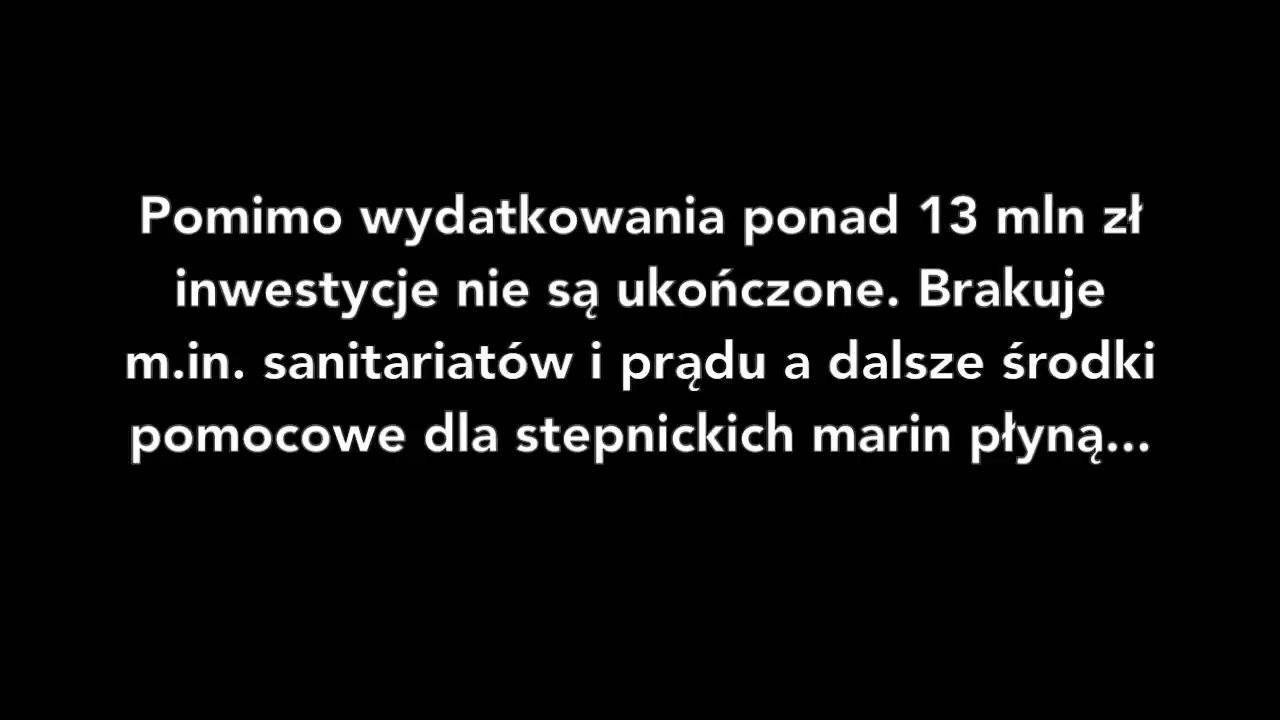 Pomimo wydatkowania ponad 13 mln zł
inwestycje nie są ukończone. Brakuje
m.in. sanitariatów i prądu a dalsze środki
pomocowe dla stepnickich marin płyną...